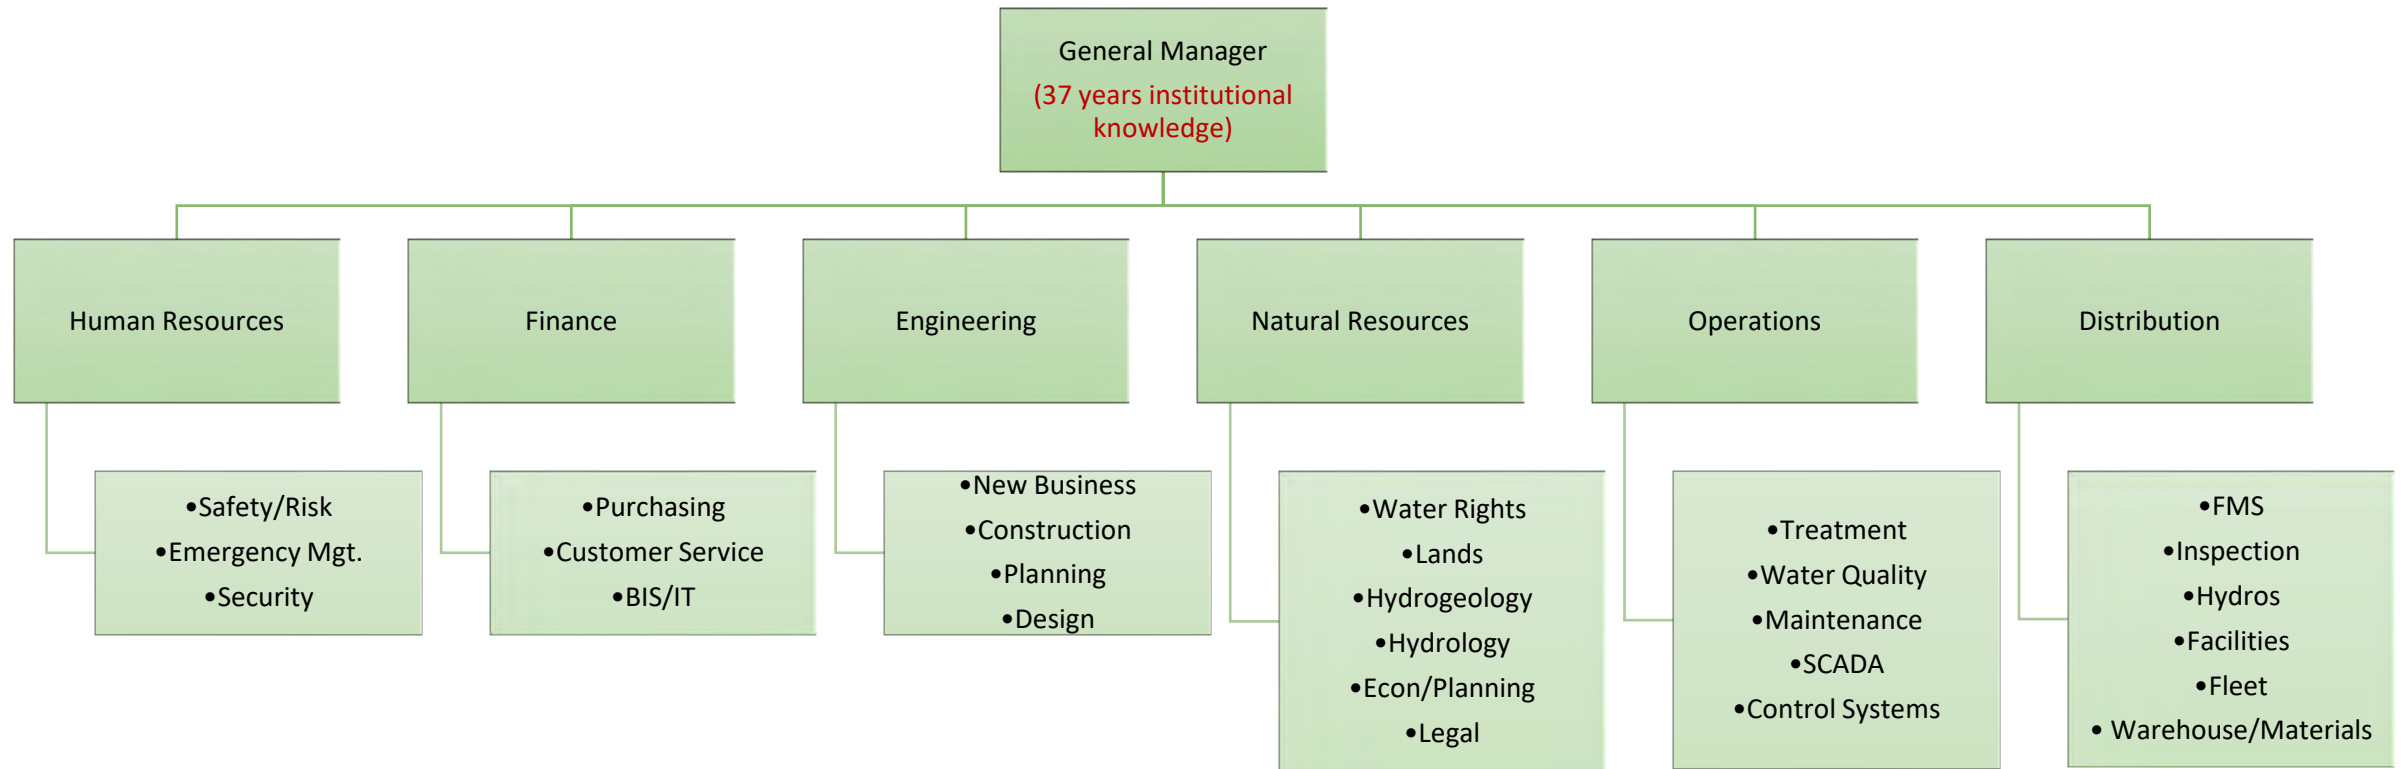 General Manager
(37 years institutional
knowledge)
Human Resources
Finance
Engineering
Natural Resources
Operations
Distribution
•Safety/Risk
•Emergency Mgt.
•Security
•Purchasing
•Customer Service
•BIS/IT
•New Business
•Construction
•Planning
•Design
•Water Rights
•Lands
•Hydrogeology
•Hydrology
•Econ/Planning
•Legal
•Treatment
•Water Quality
•Maintenance
•SCADA
•Control Systems
•FMS
•Inspection
•Hydros
•Facilities
•Fleet
• Warehouse/Materials